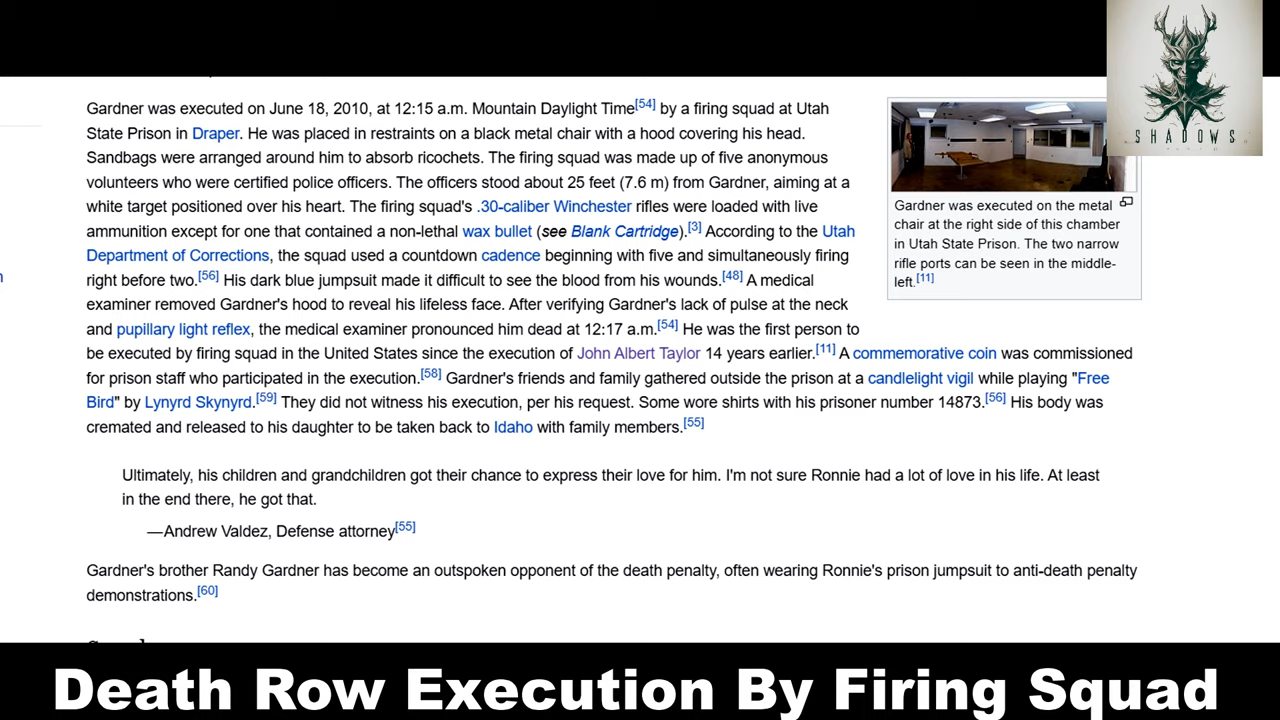 Gardner was executed on June 18, 2010, at 12:15 a.m. Mountain Daylight Time[54] by a firing squad at Utah
State Prison in Draper. He was placed in restraints on a black metal chair with a hood covering his head.
Sandbags were arranged around him to absorb ricochets. The firing squad was made up of five anonymous
volunteers who were certified police officers. The officers stood about 25 feet (7.6 m) from Gardner, aiming at a
white target positioned over his heart. The firing squad's .30-caliber Winchester rifles were loaded with live
ammunition except for one that contained a non-lethal wax bullet (see Blank Cartridge).[3] According to the Utah
Department of Corrections, the squad used a countdown cadence beginning with five and simultaneously firing
right before two.[56] His dark blue jumpsuit made it difficult to see the blood from his wounds.[48] A medical
examiner removed Gardner's hood to reveal his lifeless face. After verifying Gardner's lack of pulse at the neck
and pupillary light reflex, the medical examiner pronounced him dead at 12:17 a.m.[54] He was the first person to
be executed by firing squad in the United States since the execution of John Albert Taylor 14 years earlier.[11] A commemorative coin was commissioned
for prison staff who participated in the execution.[58] Gardner's friends and family gathered outside the prison at a candlelight vigil while playing "Free
Bird" by Lynyrd Skynyrd.[59] They did not witness his execution, per his request. Some wore shirts with his prisoner number 14873.[56] His body was
cremated and released to his daughter to be taken back to Idaho with family members.[55]
Ultimately, his children and grandchildren got their chance to express their love for him. I'm not sure Ronnie had a lot of love in his life. At least
in the end there, he got that.
—Andrew Valdez, Defense attorney[55]
Gardner's brother Randy Gardner has become an outspoken opponent of the death penalty, often wearing Ronnie's prison jumpsuit to anti-death penalty
demonstrations.[60]
SHADOWS
Gardner was executed on the metal
chair at the right side of this chamber
in Utah State Prison. The two narrow
rifle ports can be seen in the middle-
left.[11]
Death Row Execution By Firing Squad